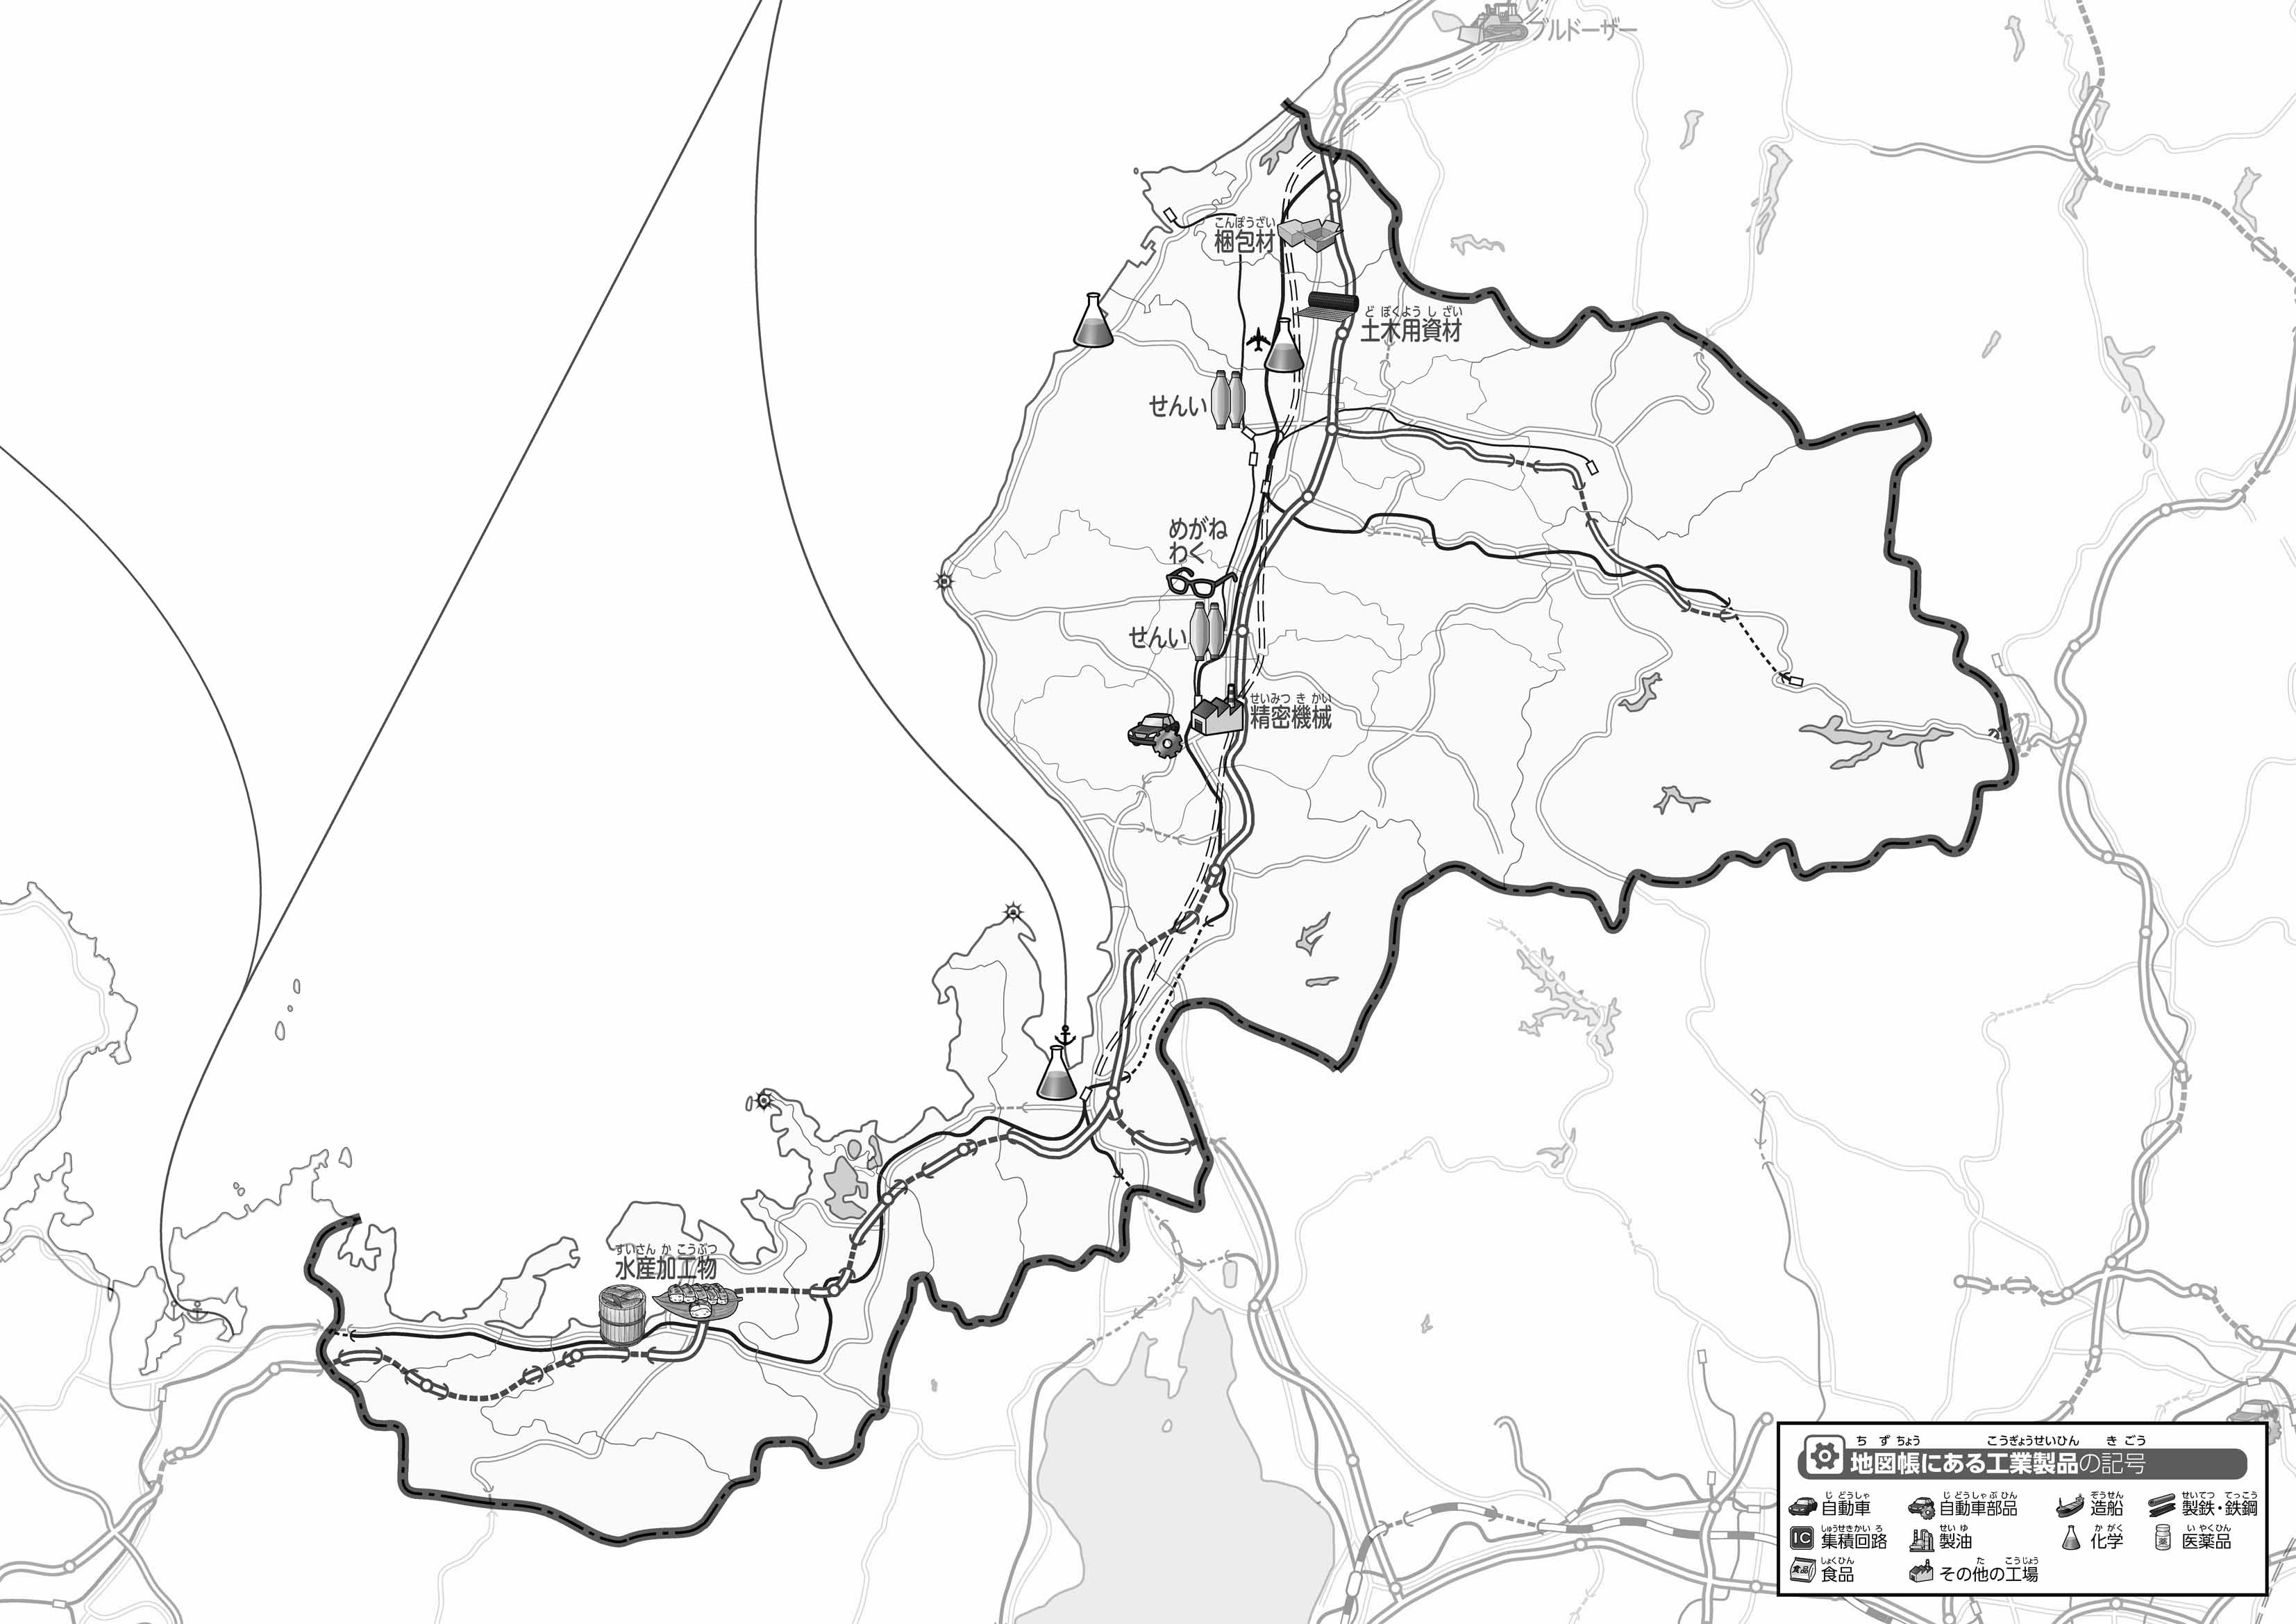 ブルドーザー
こんぽうざい
梱包材
どぼくようしざい
土木用資材
せんい
めがね
わく
せんい
せいみつきかい
精密機械
すいさんかこうぶつ
水産加工物
ちずちょう こうぎょうせいひん きごう
地図帳にある工業製品の記号
じどうしゃ じどうしゃぶひん ぞうせん せいてつ てっこう
自動車 自動車部品 造船 製鉄・鉄鋼
しゅうせきかいろ せいゆ かがく いやくひん
IC 集積回路 製油 化学 薬 医薬品
しょくひん た こうじょう
食品 食品 その他の工場